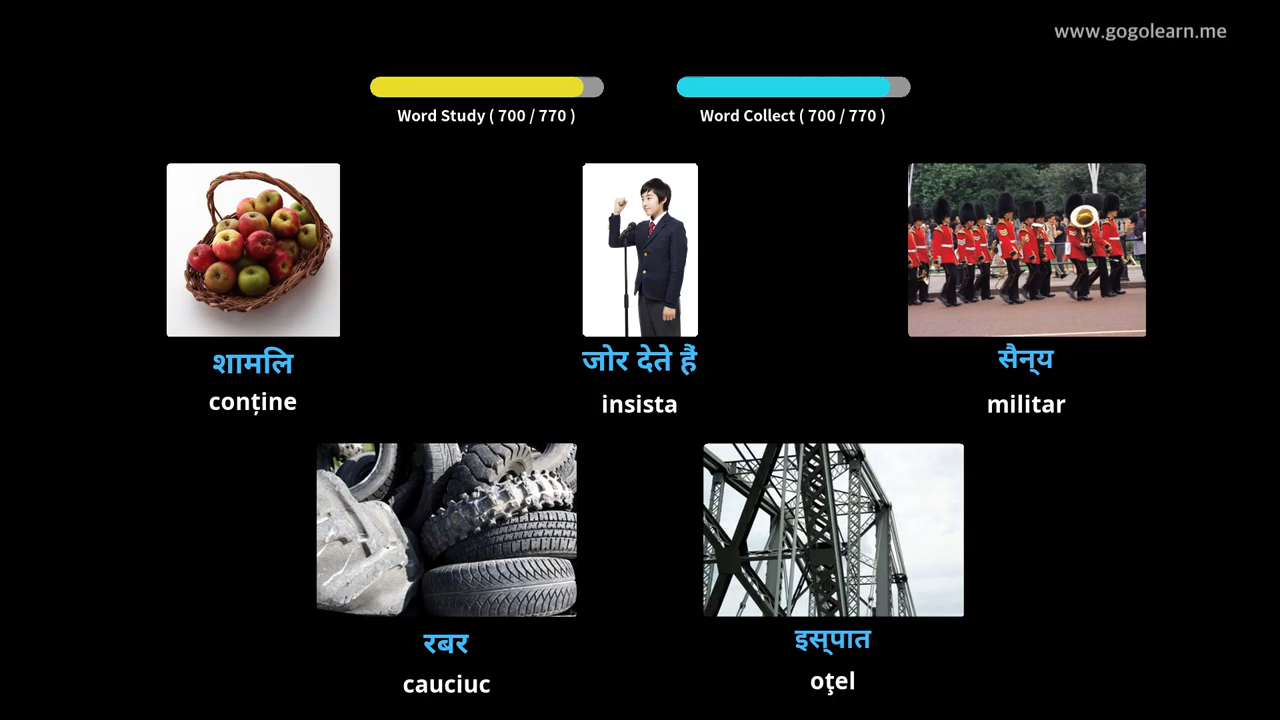 www.gogolearn.me
Word Study ( 700 / 770 )
Word Collect ( 700 / 770 )
शामलि
conține
जोर देते हैं
insista
सैन्‌य
militar
रबर
cauciuc
इस्‌पात
oţel